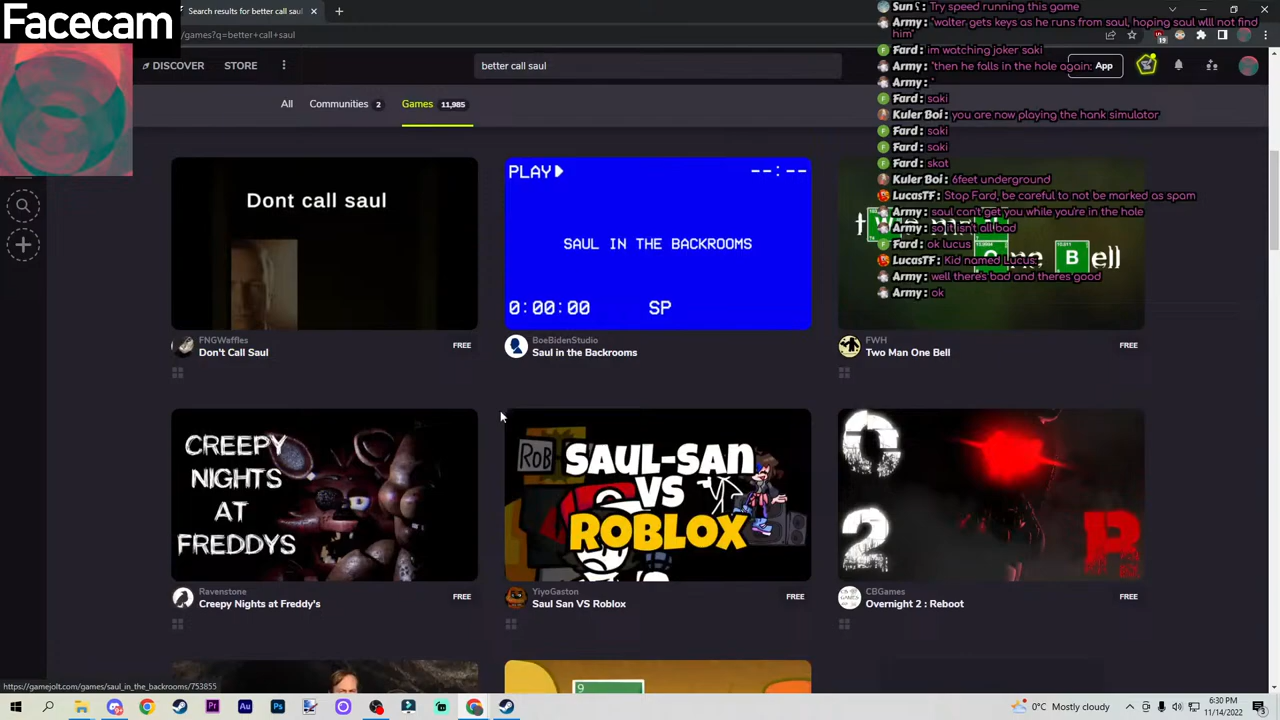 Facecam
Search results for better call saul
games?q=better+call+saul
DISCOVER
STORE
better call saul
App
All
Communities 2
Games 11,985
Sun: Try speed running this game
Army: "walter gets keys as he runs from saul, hoping saul wlll not find
him"
Fard: im watching joker saki
Army: "then he falls in the hole again:
Army: "
Fard: saki
Kuler Boi: you are now playing the hank simulator
Fard: saki
Fard: saki
Fard: skat
Kuler Boi: 6feet underground
LucasTF: Stop Fard, be careful to not be marked as spam
Army: saul can't get you while you're in the hole
Army: so it isn't all bad
Fard: ok lucus
LucasTF: Kid named Lucus:
Army: well there's bad and theres good
Army: ok
Dont call saul
PLAY
--:--
SAUL IN THE BACKROOMS
0:00:00
SP
FNGWaffles
Don't Call Saul
FREE
BoeBidenStudio
Saul in the Backrooms
FWH
Two Man One Bell
FREE
CREEPY
NIGHTS
AT
FREDDYS
ROB
SAUL-SAN
VS
ROBLOX
O
2
R
Ravenstone
Creepy Nights at Freddy's
FREE
YiyoGaston
Saul San VS Roblox
FREE
CBGames
Overnight 2 : Reboot
FREE
9
https://gamejolt.com/games/saul_in_the_backrooms/753855
0°C Mostly cloudy
6:30 PM
11/14/2022